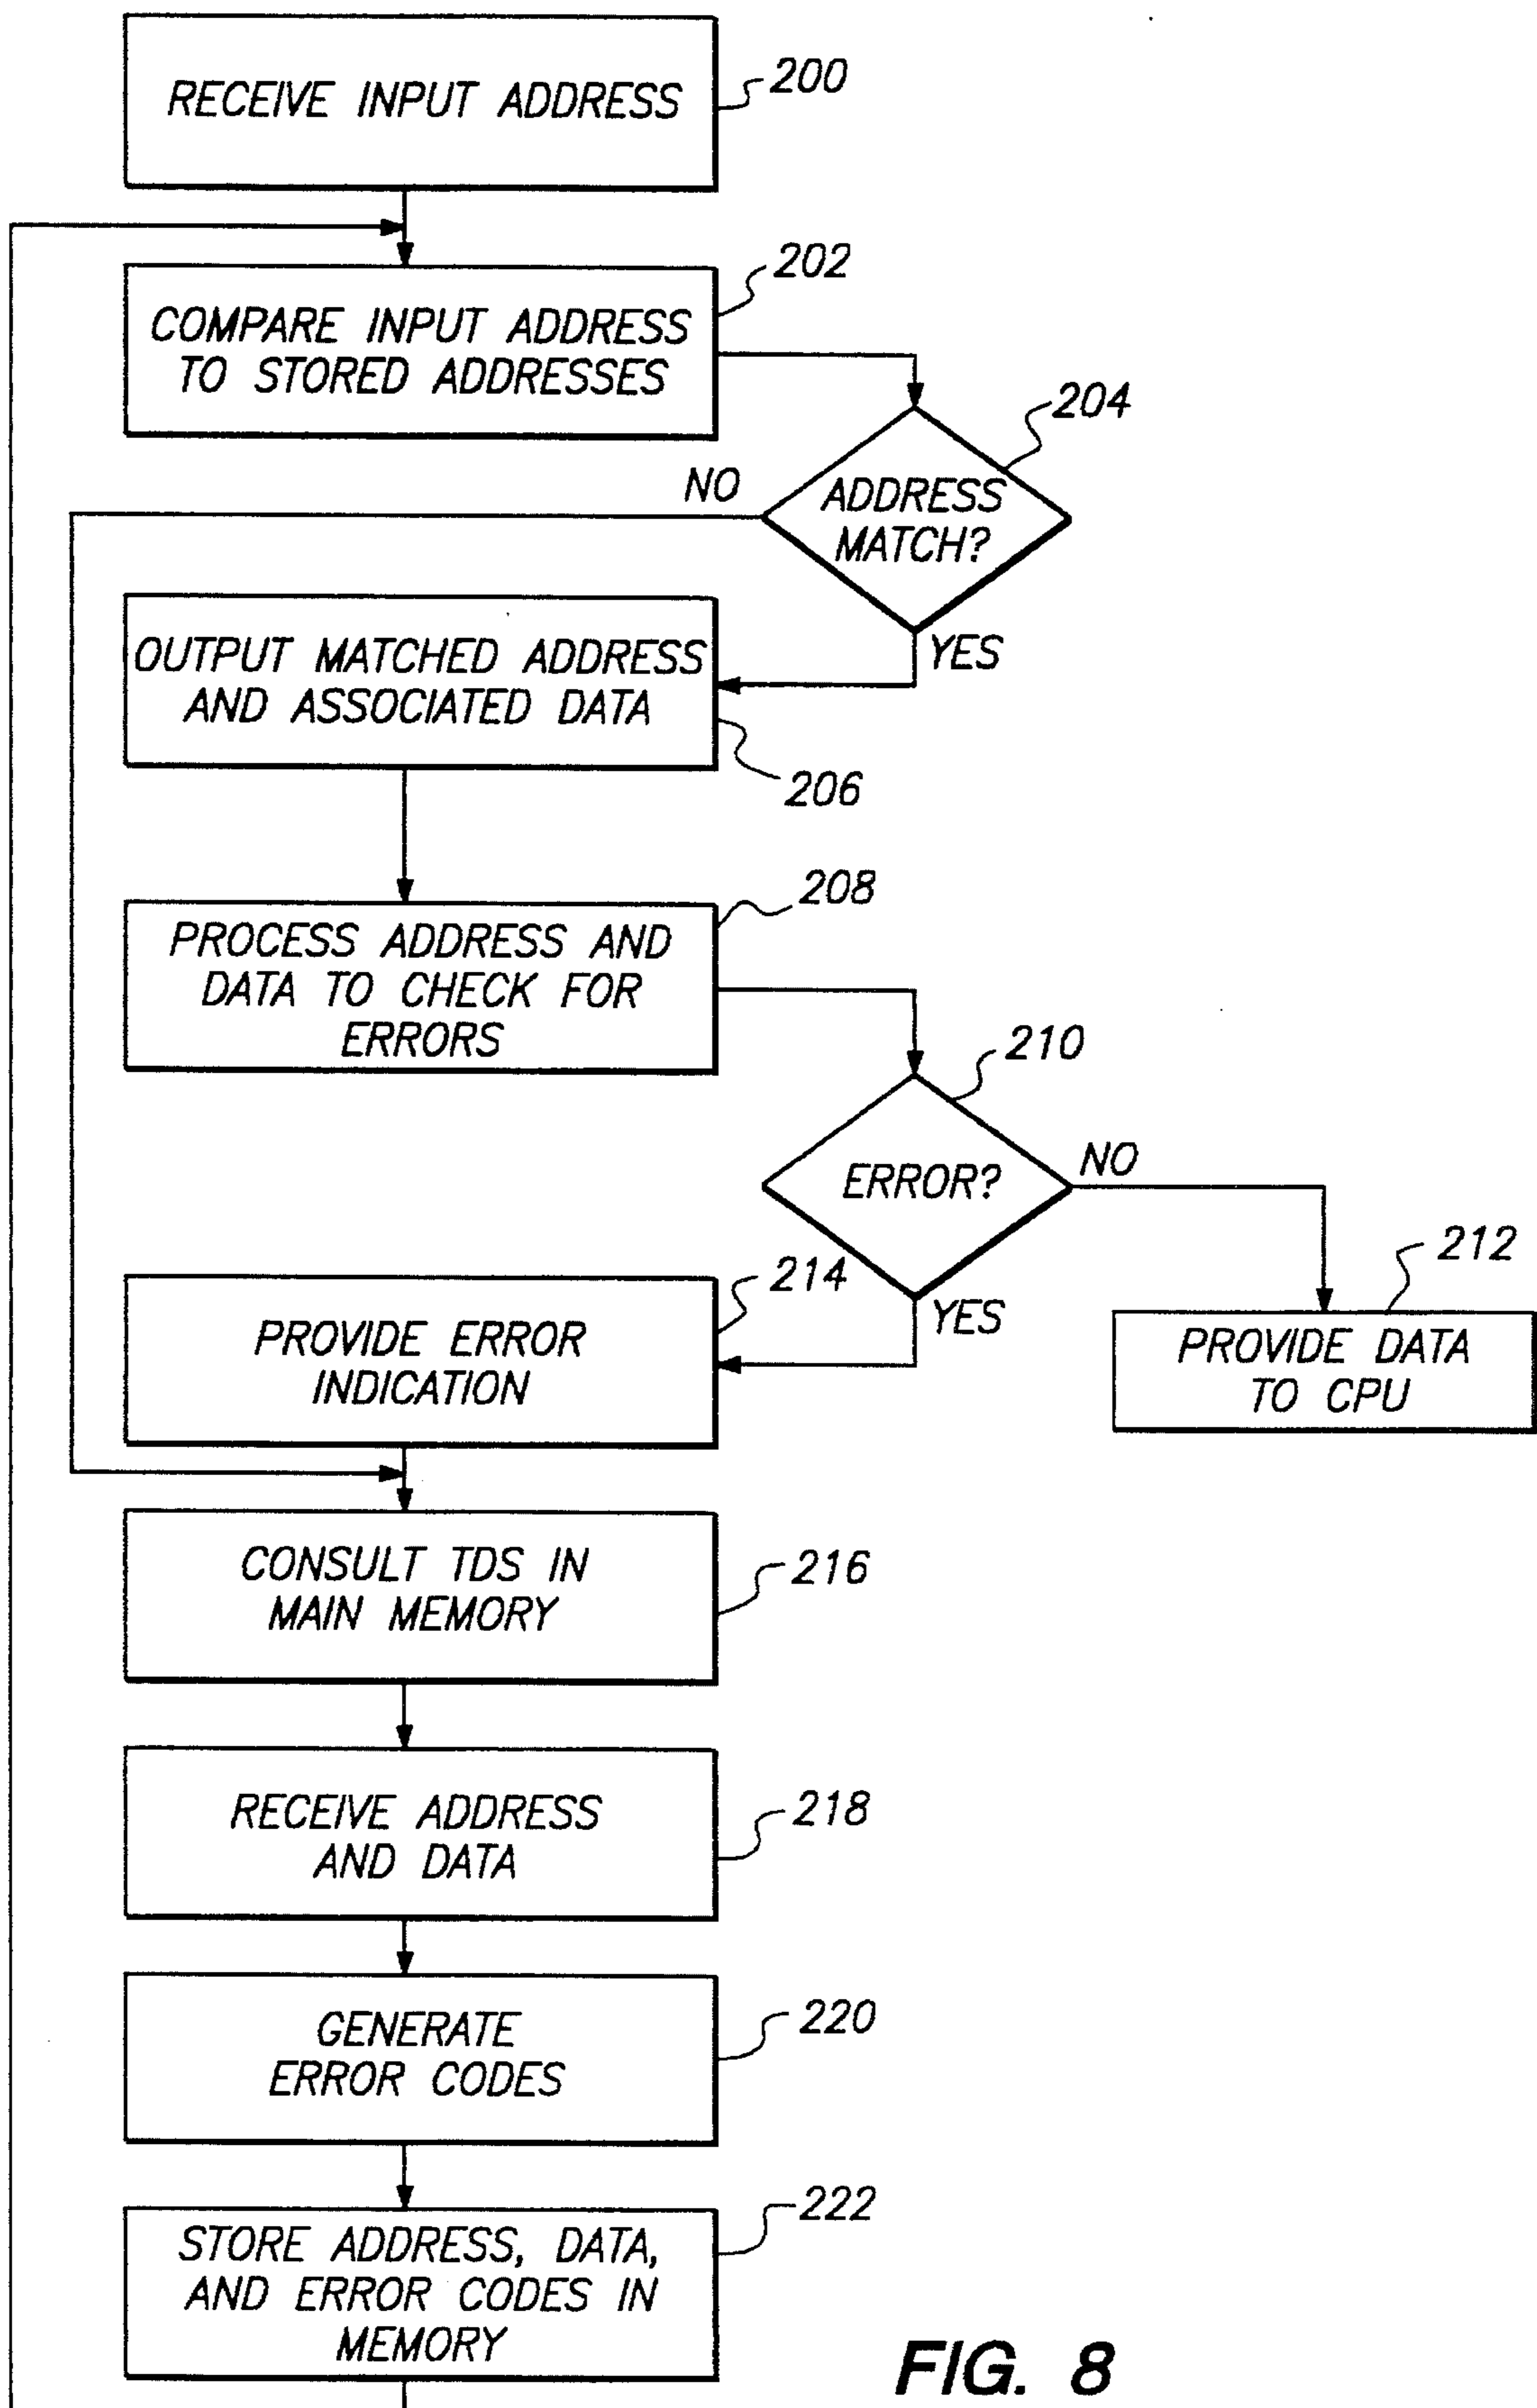 RECEIVE INPUT ADDRESS
200
COMPARE INPUT ADDRESS
TO STORED ADDRESSES
202
ADDRESS
MATCH?
204
NO
YES
OUTPUT MATCHED ADDRESS
AND ASSOCIATED DATA
206
PROCESS ADDRESS AND
DATA TO CHECK FOR
ERRORS
208
ERROR?
210
NO
YES
PROVIDE DATA
TO CPU
212
PROVIDE ERROR
INDICATION
214
CONSULT TDS IN
MAIN MEMORY
216
RECEIVE ADDRESS
AND DATA
218
GENERATE
ERROR CODES
220
STORE ADDRESS, DATA,
AND ERROR CODES IN
MEMORY
222
FIG. 8